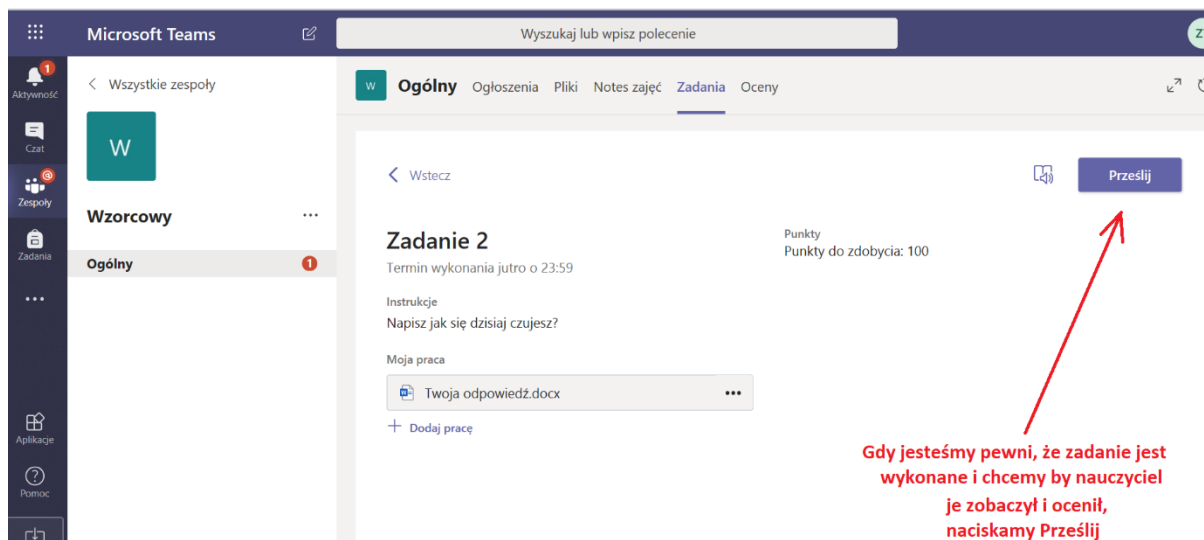 Microsoft Teams
Wyszukaj lub wpisz polecenie
Z
1
Aktywność
Czat
@
Zespoły
Zadania
Aplikacje
?
Pomoc
Wszystkie zespoły
W
Wzorcowy
Ogólny 1
W Ogólny Ogłoszenia Pliki Notes zajęć Zadania Oceny
Wstecz
Prześlij
Zadanie 2
Termin wykonania jutro o 23:59
Punkty
Punkty do zdobycia: 100
Instrukcje
Napisz jak się dzisiaj czujesz?
Moja praca
Twoja odpowiedź.docx
Dodaj pracę
Gdy jesteśmy pewni, że zadanie jest
wykonane i chcemy by nauczyciel
je zobaczył i ocenił,
naciskamy Prześlij